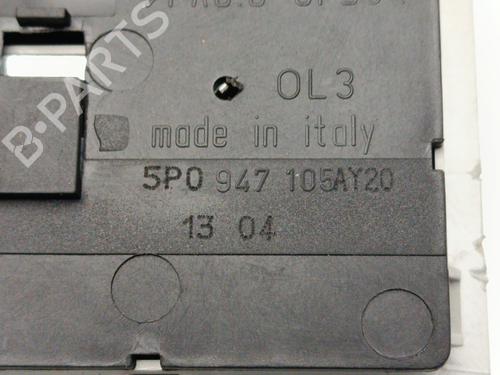 OL3
made in italy
5P0 947 105AY20
13 04
B·PARTS